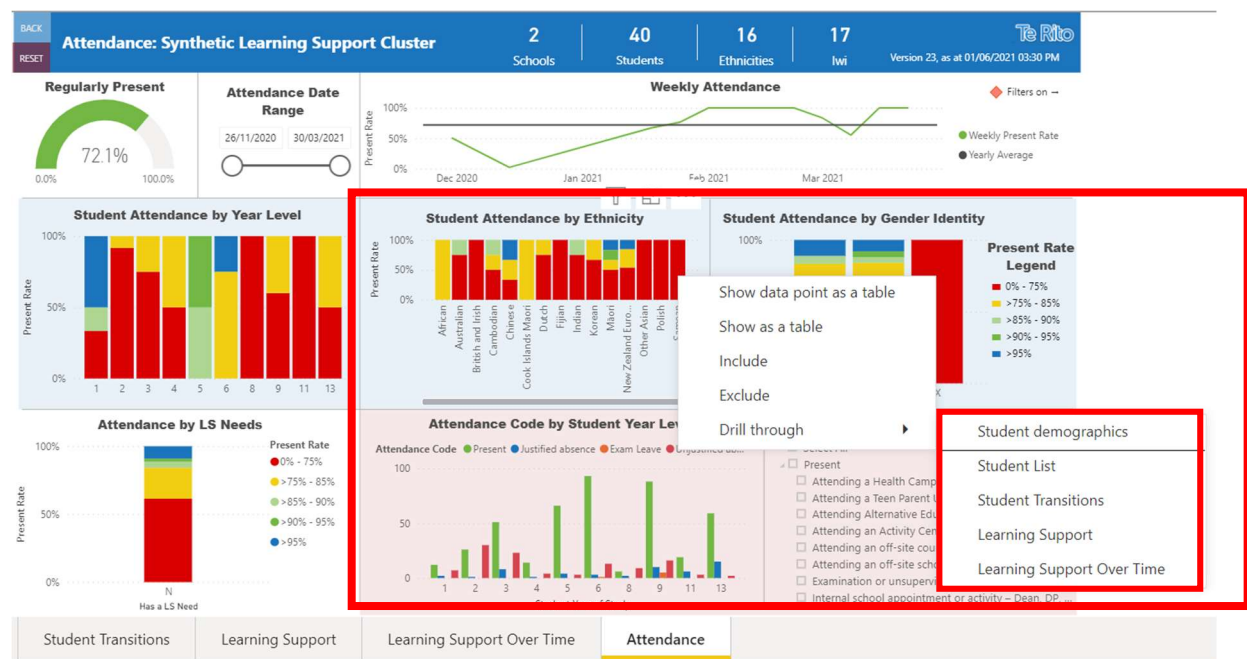 BACK
RESET
Attendance: Synthetic Learning Support Cluster
2
Schools
40
Students
16
Ethnicities
17
Iwi
Te Rito
Version 23, as at 01/06/2021 03:30 PM
Regularly Present
72.1%
0.0%
100.0%
Attendance Date
Range
26/11/2020
30/03/2021
Weekly Attendance
Present Rate
100%
50%
0%
Dec 2020
Jan 2021
Feb 2021
Mar 2021
Filters on
Weekly Present Rate
Yearly Average
Student Attendance by Year Level
Present Rate
100%
50%
0%
1 2 3 4 5 6 8 9 11 13
Student Attendance by Ethnicity
Present Rate
100%
50%
0%
African
Australian
British and Irish
Cambodian
Chinese
Cook Islands Maori
Dutch
Fijian
Indian
Korean
Māori
New Zealand Euro...
Other Asian
Polish
Student Attendance by Gender Identity
100%
Present Rate
Legend
0% - 75%
>75% - 85%
>85% - 90%
>90% - 95%
>95%
Show data point as a table
Show as a table
Include
Exclude
Drill through
Student demographics
Student List
Student Transitions
Learning Support
Learning Support Over Time
Attendance by LS Needs
Present Rate
100%
50%
0%
N
Has a LS Need
Present Rate
0% - 75%
>75% - 85%
>85% - 90%
>90% - 95%
>95%
Attendance Code by Student Year Lev
Attendance Code Present Justified absence Exam Leave
100
50
0
1 2 3 4 5 6 8 9 11 13
Select All
Present
Attending a Health Camp
Attending a Teen Parent
Attending Alternative Edu
Attending an Activity Cen
Attending an off-site cou
Attending an off-site scho
Examination or unsupervi
Internal school appointment or activity – Dean, DP, ...
Student Transitions
Learning Support
Learning Support Over Time
Attendance